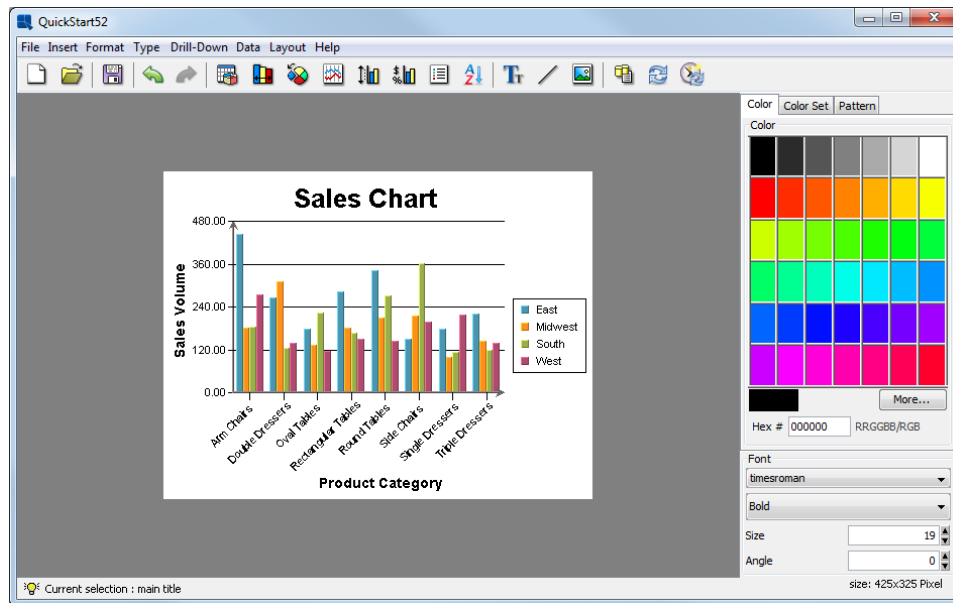 QuickStart52
File Insert Format Type Drill-Down Data Layout Help
Color Color Set Pattern
Color
Sales Chart
480.00
360.00
240.00
120.00
0.00
Sales Volume
East
Midwest
South
West
Arm Chairs
Double Dressers
Oval Tables
Rectangular Tables
Round Tables
Side Chairs
Single Dressers
Triple Dressers
Product Category
More...
Hex # 000000 RRGGBB/RGB
Font
timesroman
Bold
Size 19
Angle 0
Current selection : main title
size: 425x325 Pixel